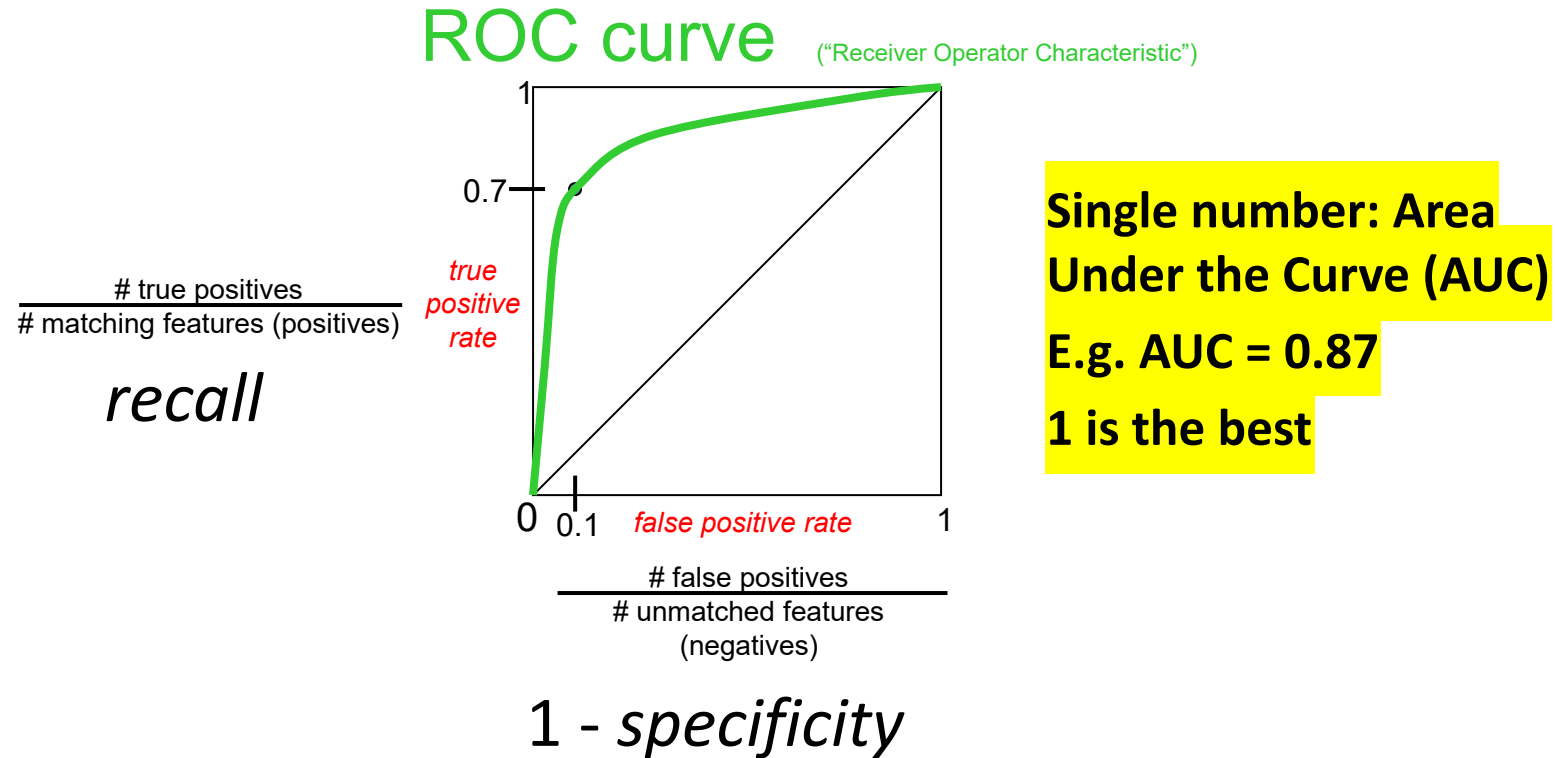 ROC curve (“Receiver Operator Characteristic”)
1
0.7
true
positive
rate
# true positives
# matching features (positives)
recall
0 0.1 false positive rate 1
# false positives
# unmatched features
(negatives)
1 - specificity
Single number: Area
Under the Curve (AUC)
E.g. AUC = 0.87
1 is the best